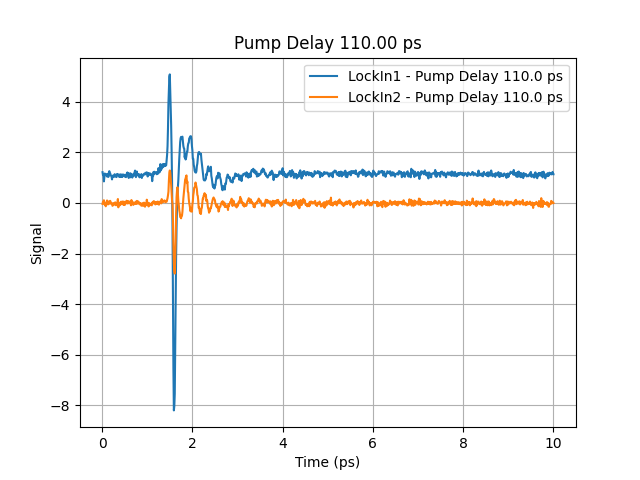 Pump Delay 110.00 ps
LockIn1 - Pump Delay 110.0 ps
LockIn2 - Pump Delay 110.0 ps
4
2
0
−2
−4
−6
−8
Signal
0 2 4 6 8 10
Time (ps)